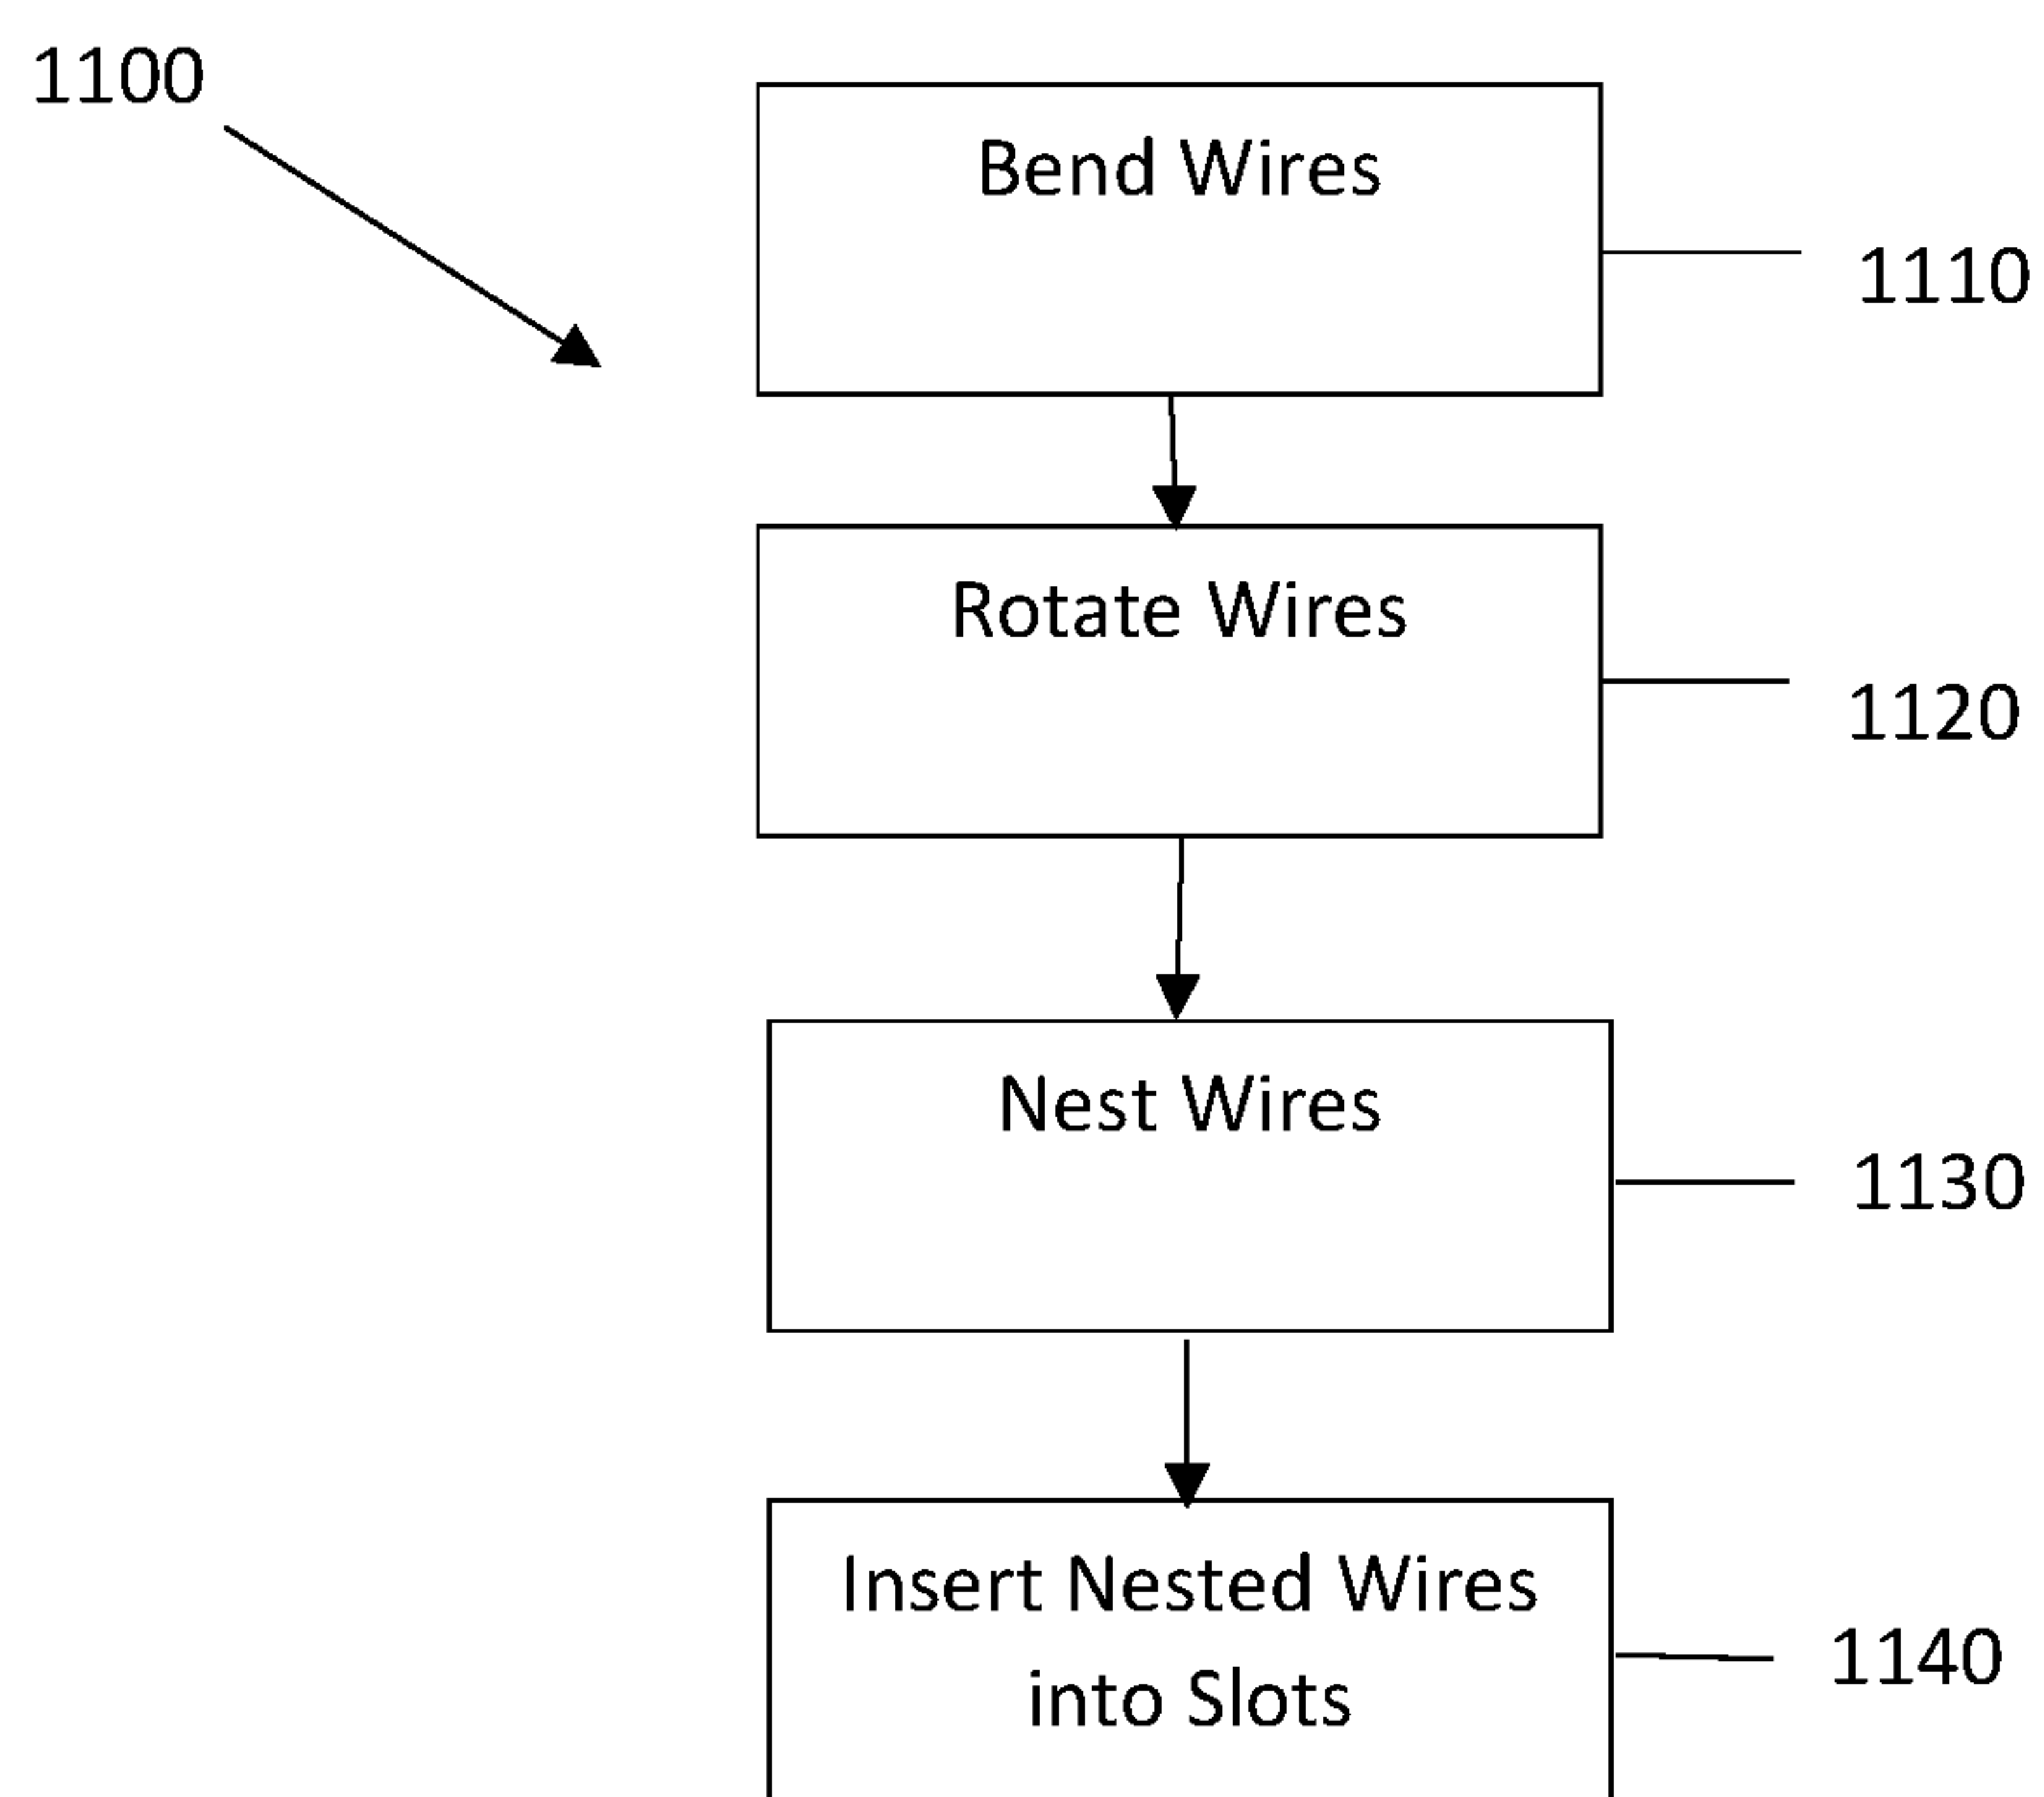 1100
Bend Wires
1110
Rotate Wires
1120
Nest Wires
1130
Insert Nested Wires
into Slots
1140